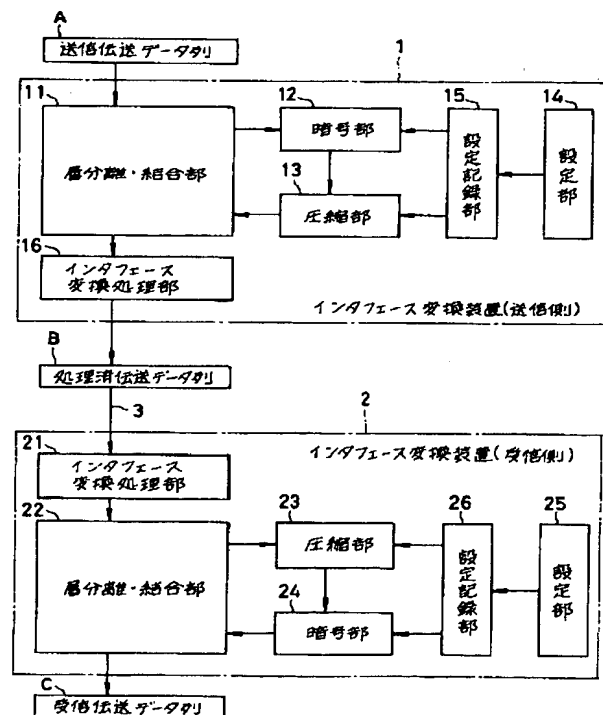 A
送信伝送データ列
1
11
層分離・結合部
12
暗号部
13
圧縮部
15
設定記録部
14
設定部
16
インタフェース
変換処理部
インタフェース変換装置(送信側)
B
処理済伝送データ列
3
2
21
インタフェース
変換処理部
インタフェース変換装置(受信側)
22
層分離・結合部
23
圧縮部
24
暗号部
26
設定記録部
25
設定部
C
受信伝送データ列